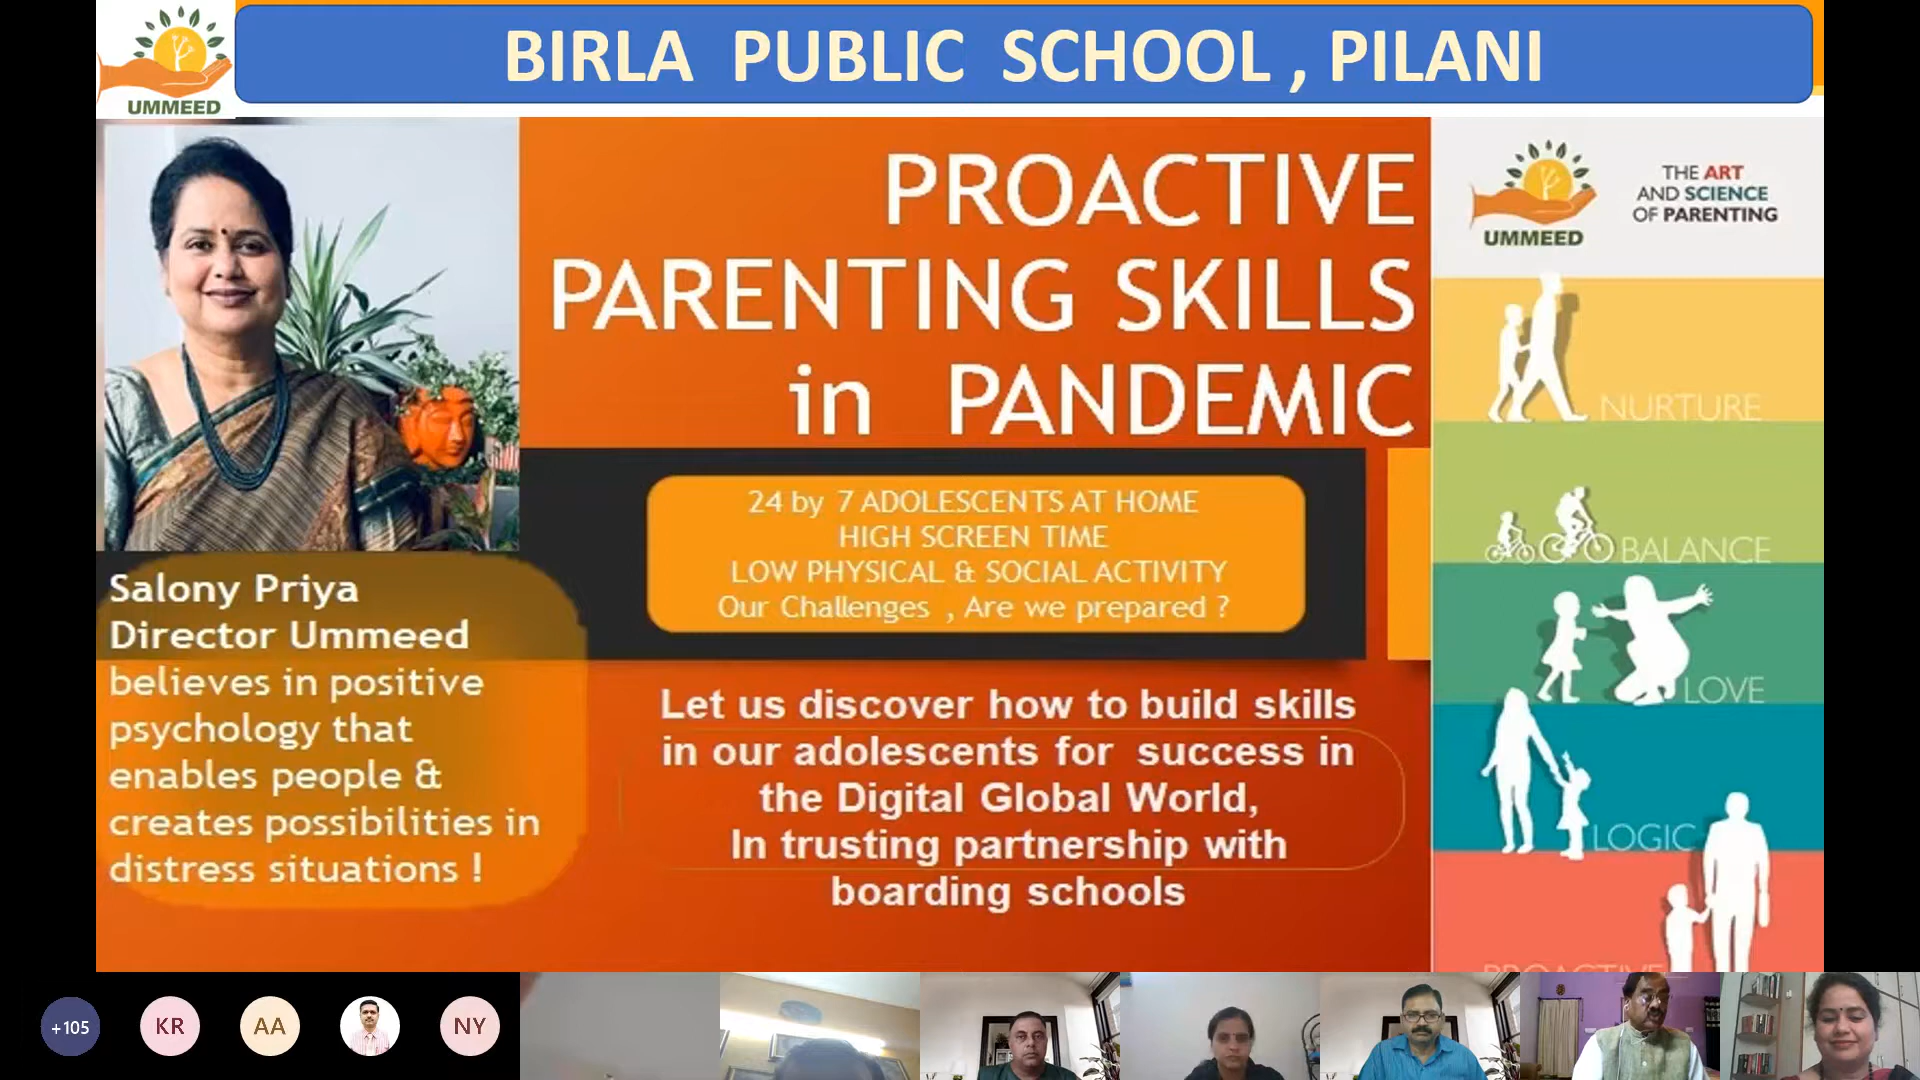 UMMEED
BIRLA PUBLIC SCHOOL , PILANI
PROACTIVE
PARENTING SKILLS
in PANDEMIC
24 by 7 ADOLESCENTS AT HOME
HIGH SCREEN TIME
LOW PHYSICAL & SOCIAL ACTIVITY
Our Challenges , Are we prepared ?
Salony Priya
Director Ummeed
believes in positive
psychology that
enables people &
creates possibilities in
distress situations !
Let us discover how to build skills
in our adolescents for success in
the Digital Global World,
In trusting partnership with
boarding schools
UMMEED
THE ART
AND SCIENCE
OF PARENTING
NURTURE
BALANCE
LOVE
LOGIC
PROACTIVE
+105
KR
AA
NY